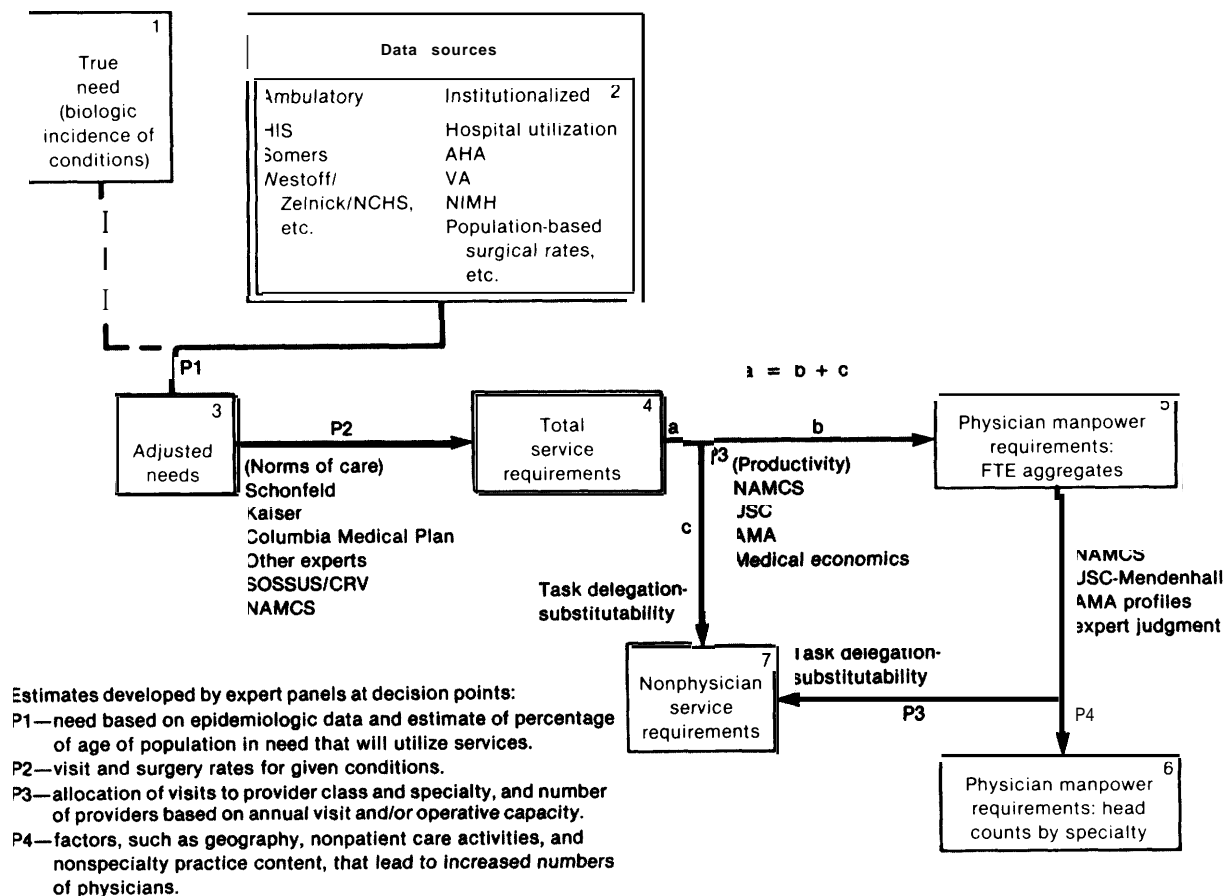 1
True
need
(biologic
incidence of
conditions)
Data sources
Ambulatory
HIS
Somers
Westoff/
Zelnick/NCHS,
etc.
Institutionalized 2
Hospital utilization
AHA
VA
NIMH
Population-based
surgical rates,
etc.
P1
a = b + c
3
Adjusted
needs
P2
(Norms of care)
Schonfeld
Kaiser
Columbia Medical Plan
Other experts
SOSSUS/CRV
NAMCS
4
Total
service
requirements
a
b
P3
(Productivity)
NAMCS
USC
AMA
Medical economics
c
Task delegation-
substitutability
5
Physician manpower
requirements:
FTE aggregates
NAMCS
USC-Mendenhall
AMA profiles
expert judgment
7
Nonphysician
service
requirements
Task delegation-
substitutability
P3
P4
6
Physician manpower
requirements: head
counts by specialty
Estimates developed by expert panels at decision points:
P1—need based on epidemiologic data and estimate of percentage
of age of population in need that will utilize services.
P2—visit and surgery rates for given conditions.
P3—allocation of visits to provider class and specialty, and number
of providers based on annual visit and/or operative capacity.
P4—factors, such as geography, nonpatient care activities, and
nonspecialty practice content, that lead to increased numbers
of physicians.